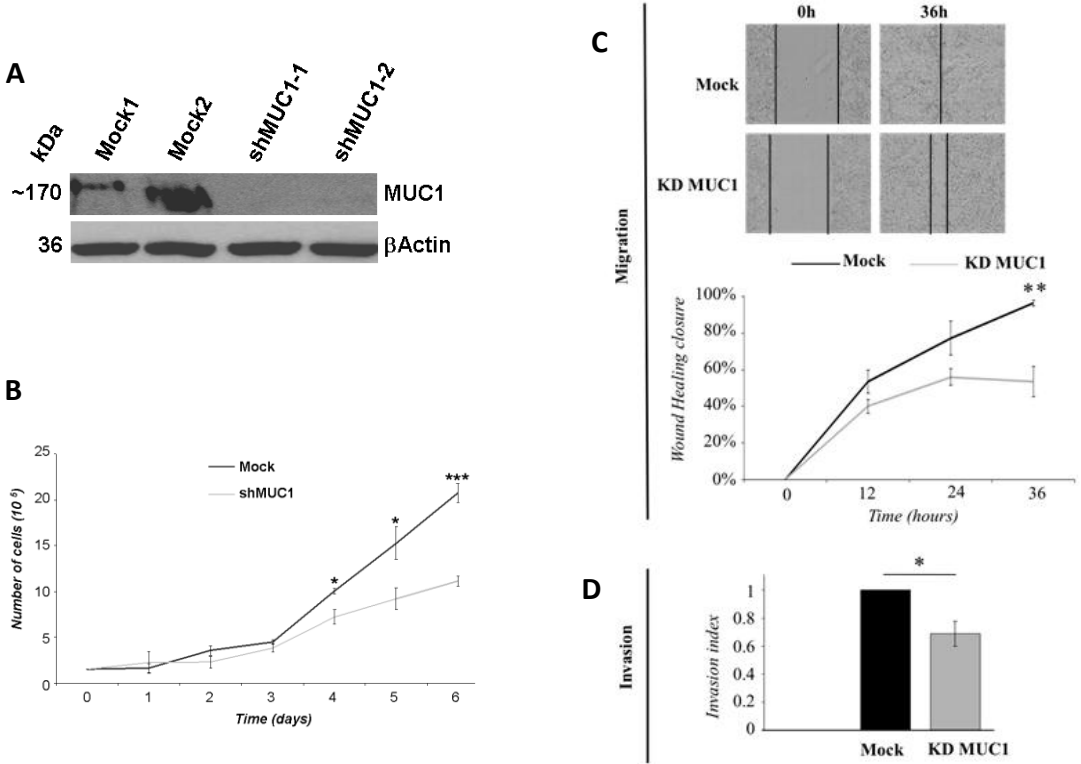 A
kDa
Mock1
Mock2
shMUC1-1
shMUC1-2
~170
MUC1
36
βActin
B
Number of cells (10⁶)
25
20
15
10
5
0
Mock
shMUC1
*
*
***
0 1 2 3 4 5 6
Time (days)
C
Migration
0h 36h
Mock
KD MUC1
Mock KD MUC1
Wound Healing closure
100%
80%
60%
40%
20%
0%
**
0 12 24 36
Time (hours)
D
Invasion
Invasion index
1
0.8
0.6
0.4
0.2
0
*
Mock KD MUC1